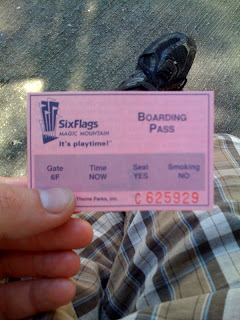 SixFlags
MAGIC MOUNTAIN
It's playtime!™
BOARDING
PASS
Gate Time Seat Smoking
6F NOW YES NO
Theme Parks, Inc.
C 625929